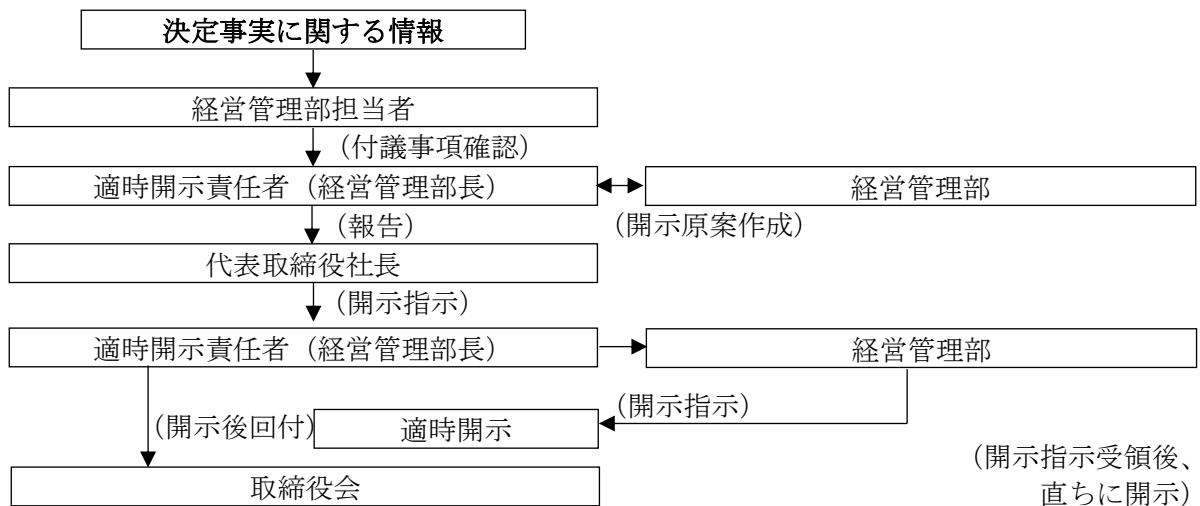 決定事実に関する情報
経営管理部担当者
（付議事項確認）
適時開示責任者（経営管理部長）
経営管理部
（報告）
（開示原案作成）
代表取締役社長
（開示指示）
適時開示責任者（経営管理部長）
経営管理部
（開示指示）
（開示後回付）
適時開示
（開示指示受領後、
直ちに開示）
取締役会